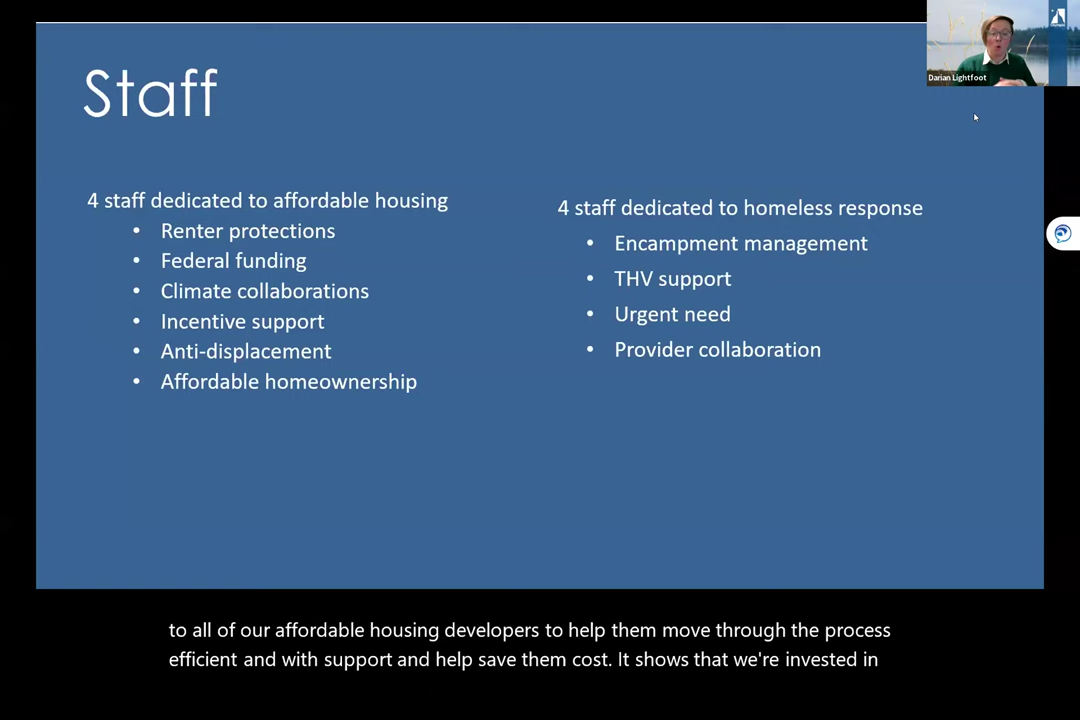 Staff
Darian Lightfoot
4 staff dedicated to affordable housing
• Renter protections
• Federal funding
• Climate collaborations
• Incentive support
• Anti-displacement
• Affordable homeownership
4 staff dedicated to homeless response
• Encampment management
• THV support
• Urgent need
• Provider collaboration
to all of our affordable housing developers to help them move through the process
efficient and with support and help save them cost. It shows that we're invested in